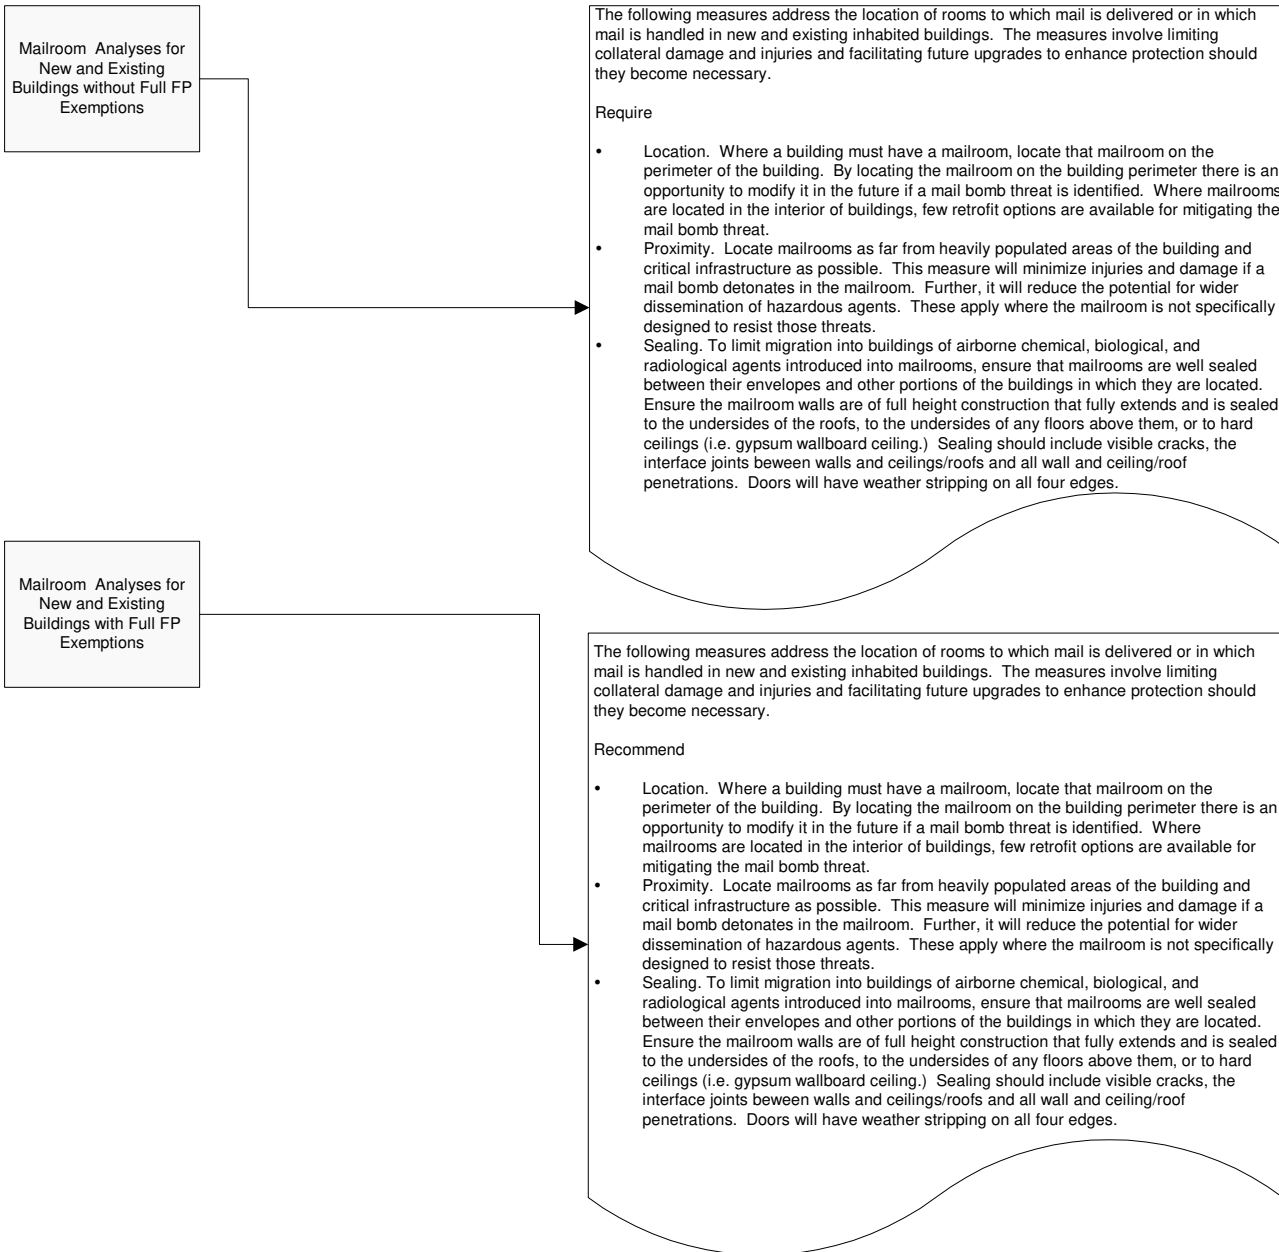 Mailroom Analyses for
New and Existing
Buildings without Full FP
Exemptions
The following measures address the location of rooms to which mail is delivered or in which
mail is handled in new and existing inhabited buildings. The measures involve limiting
collateral damage and injuries and facilitating future upgrades to enhance protection should
they become necessary.
Require
• Location. Where a building must have a mailroom, locate that mailroom on the
perimeter of the building. By locating the mailroom on the building perimeter there is an
opportunity to modify it in the future if a mail bomb threat is identified. Where mailrooms
are located in the interior of buildings, few retrofit options are available for mitigating the
mail bomb threat.
• Proximity. Locate mailrooms as far from heavily populated areas of the building and
critical infrastructure as possible. This measure will minimize injuries and damage if a
mail bomb detonates in the mailroom. Further, it will reduce the potential for wider
dissemination of hazardous agents. These apply where the mailroom is not specifically
designed to resist those threats.
• Sealing. To limit migration into buildings of airborne chemical, biological, and
radiological agents introduced into mailrooms, ensure that mailrooms are well sealed
between their envelopes and other portions of the buildings in which they are located.
Ensure the mailroom walls are of full height construction that fully extends and is sealed
to the undersides of the roofs, to the undersides of any floors above them, or to hard
ceilings (i.e. gypsum wallboard ceiling.) Sealing should include visible cracks, the
interface joints beween walls and ceilings/roofs and all wall and ceiling/roof
penetrations. Doors will have weather stripping on all four edges.
Mailroom Analyses for
New and Existing
Buildings with Full FP
Exemptions
The following measures address the location of rooms to which mail is delivered or in which
mail is handled in new and existing inhabited buildings. The measures involve limiting
collateral damage and injuries and facilitating future upgrades to enhance protection should
they become necessary.
Recommend
• Location. Where a building must have a mailroom, locate that mailroom on the
perimeter of the building. By locating the mailroom on the building perimeter there is an
opportunity to modify it in the future if a mail bomb threat is identified. Where
mailrooms are located in the interior of buildings, few retrofit options are available for
mitigating the mail bomb threat.
• Proximity. Locate mailrooms as far from heavily populated areas of the building and
critical infrastructure as possible. This measure will minimize injuries and damage if a
mail bomb detonates in the mailroom. Further, it will reduce the potential for wider
dissemination of hazardous agents. These apply where the mailroom is not specifically
designed to resist those threats.
• Sealing. To limit migration into buildings of airborne chemical, biological, and
radiological agents introduced into mailrooms, ensure that mailrooms are well sealed
between their envelopes and other portions of the buildings in which they are located.
Ensure the mailroom walls are of full height construction that fully extends and is sealed
to the undersides of the roofs, to the undersides of any floors above them, or to hard
ceilings (i.e. gypsum wallboard ceiling.) Sealing should include visible cracks, the
interface joints beween walls and ceilings/roofs and all wall and ceiling/roof
penetrations. Doors will have weather stripping on all four edges.